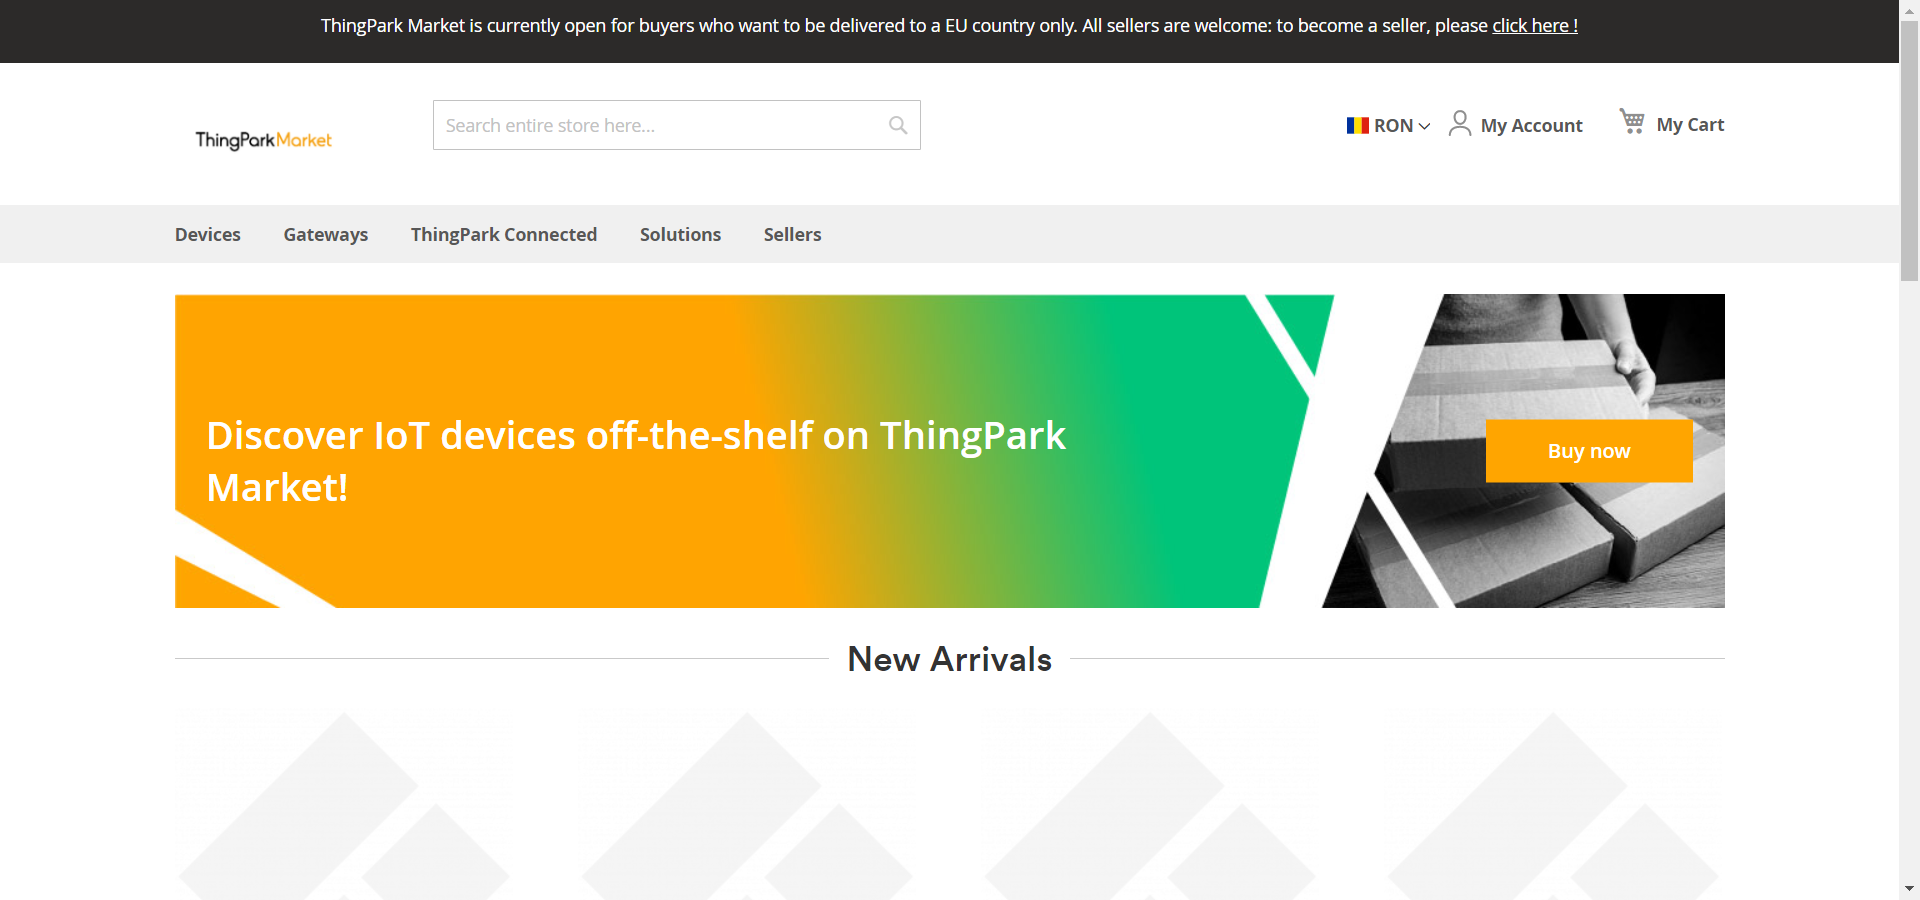 ThingPark Market is currently open for buyers who want to be delivered to a EU country only. All sellers are welcome: to become a seller, please click here !
ThingParkMarket
Search entire store here...
RON
My Account
My Cart
Devices
Gateways
ThingPark Connected
Solutions
Sellers
Discover IoT devices off-the-shelf on ThingPark
Market!
Buy now
New Arrivals